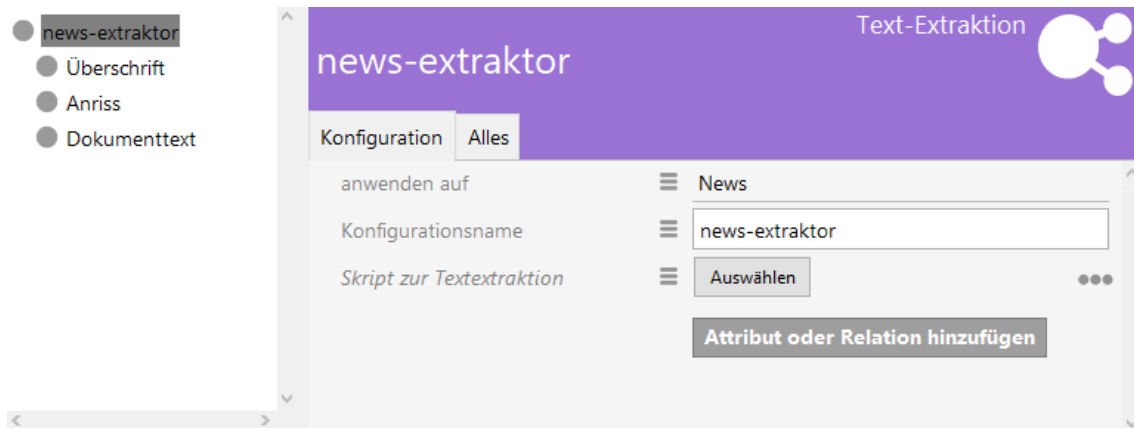 news-extraktor
Überschrift
Anriss
Dokumenttext
Text-Extraktion
news-extraktor
Konfiguration Alles
anwenden auf News
Konfigurationsname news-extraktor
Skript zur Textextraktion Auswählen
Attribut oder Relation hinzufügen